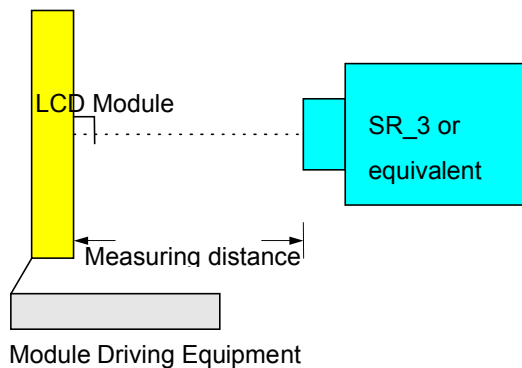 LCD Module
SR_3 or
equivalent
Measuring distance
Module Driving Equipment